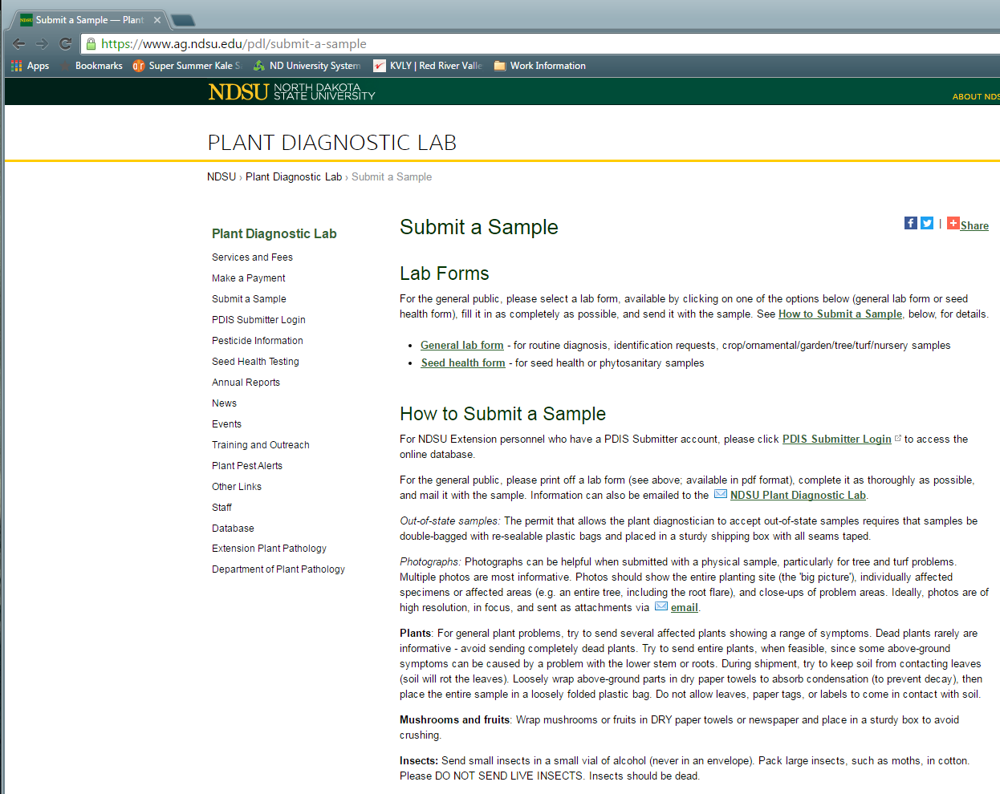 NDSU Submit a Sample — Plant
https://www.ag.ndsu.edu/pdl/submit-a-sample
Apps Bookmarks Super Summer Kale ND University System KVLY | Red River Valle Work Information
NDSU NORTH DAKOTA
STATE UNIVERSITY
ABOUT NDS
PLANT DIAGNOSTIC LAB
NDSU › Plant Diagnostic Lab › Submit a Sample
Plant Diagnostic Lab
Services and Fees
Make a Payment
Submit a Sample
PDIS Submitter Login
Pesticide Information
Seed Health Testing
Annual Reports
News
Events
Training and Outreach
Plant Pest Alerts
Other Links
Staff
Database
Extension Plant Pathology
Department of Plant Pathology
Submit a Sample
| Share
Lab Forms
For the general public, please select a lab form, available by clicking on one of the options below (general lab form or seed
health form), fill it in as completely as possible, and send it with the sample. See How to Submit a Sample, below, for details.
• General lab form - for routine diagnosis, identification requests, crop/ornamental/garden/tree/turf/nursery samples
• Seed health form - for seed health or phytosanitary samples
How to Submit a Sample
For NDSU Extension personnel who have a PDIS Submitter account, please click PDIS Submitter Login to access the
online database.
For the general public, please print off a lab form (see above; available in pdf format), complete it as thoroughly as possible,
and mail it with the sample. Information can also be emailed to the NDSU Plant Diagnostic Lab.
Out-of-state samples: The permit that allows the plant diagnostician to accept out-of-state samples requires that samples be
double-bagged with re-sealable plastic bags and placed in a sturdy shipping box with all seams taped.
Photographs: Photographs can be helpful when submitted with a physical sample, particularly for tree and turf problems.
Multiple photos are most informative. Photos should show the entire planting site (the 'big picture'), individually affected
specimens or affected areas (e.g. an entire tree, including the root flare), and close-ups of problem areas. Ideally, photos are of
high resolution, in focus, and sent as attachments via email.
Plants: For general plant problems, try to send several affected plants showing a range of symptoms. Dead plants rarely are
informative - avoid sending completely dead plants. Try to send entire plants, when feasible, since some above-ground
symptoms can be caused by a problem with the lower stem or roots. During shipment, try to keep soil from contacting leaves
(soil will rot the leaves). Loosely wrap above-ground parts in dry paper towels to absorb condensation (to prevent decay), then
place the entire sample in a loosely folded plastic bag. Do not allow leaves, paper tags, or labels to come in contact with soil.
Mushrooms and fruits: Wrap mushrooms or fruits in DRY paper towels or newspaper and place in a sturdy box to avoid
crushing.
Insects: Send small insects in a small vial of alcohol (never in an envelope). Pack large insects, such as moths, in cotton.
Please DO NOT SEND LIVE INSECTS. Insects should be dead.